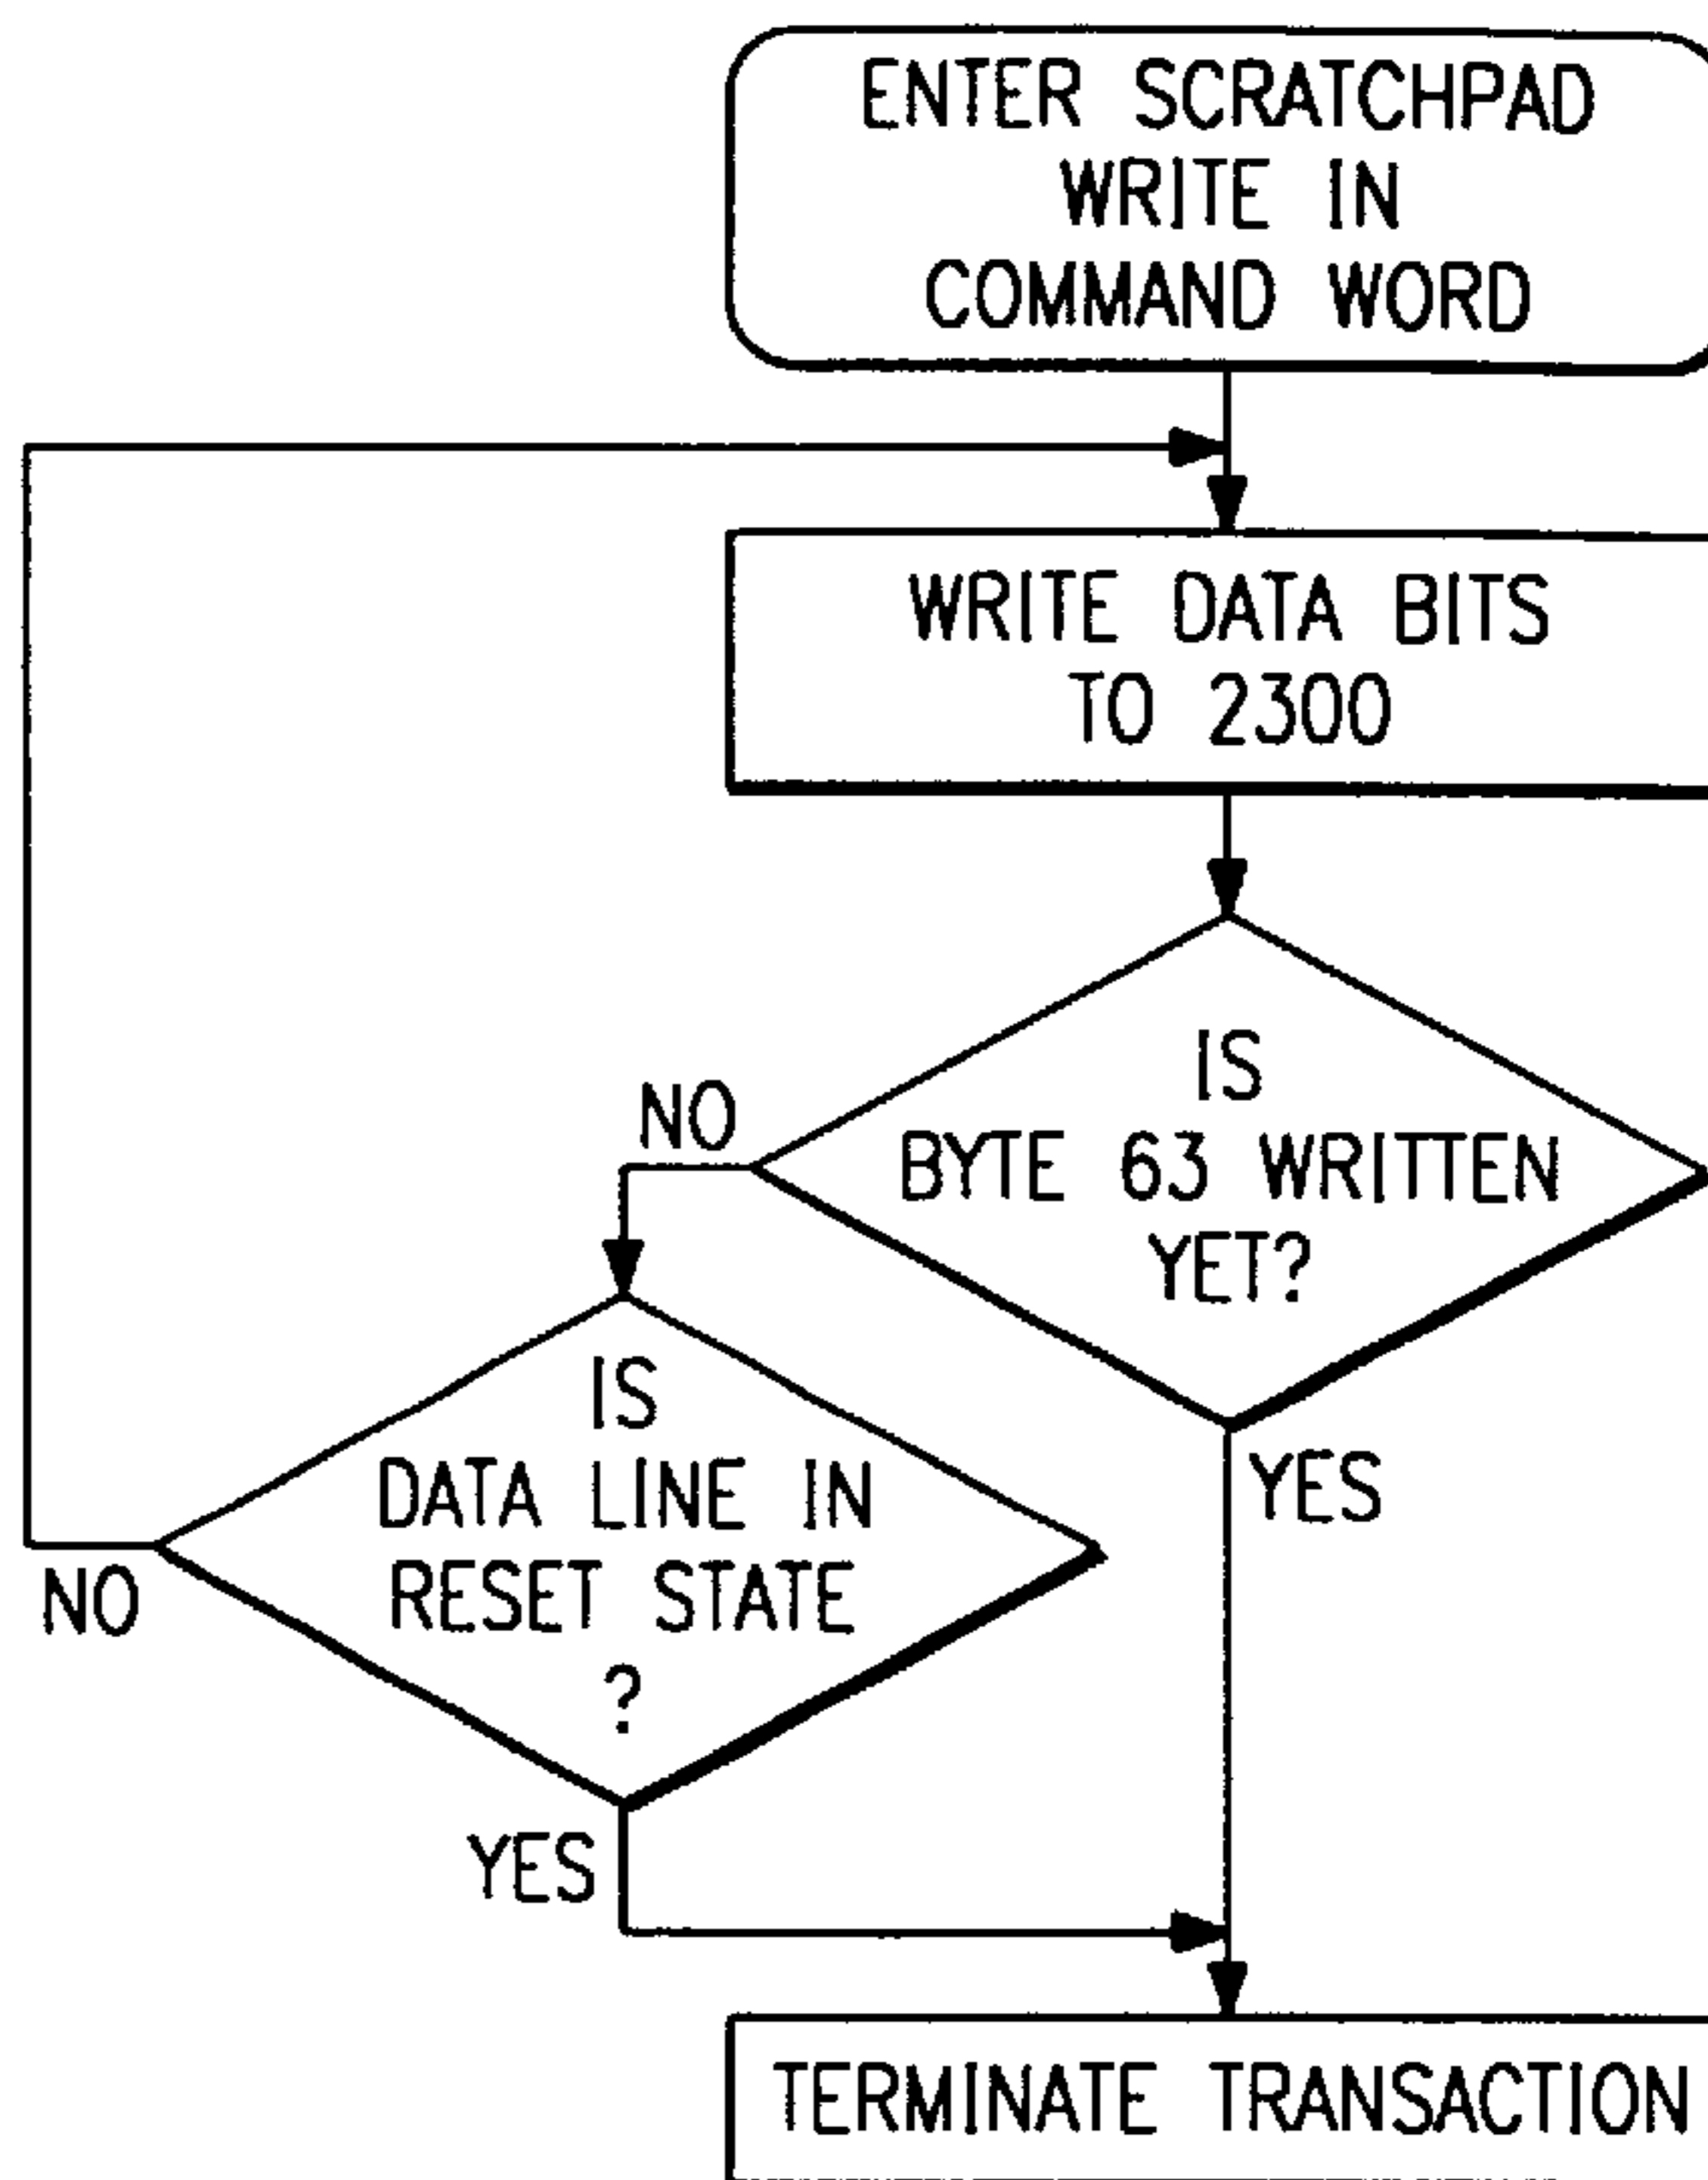 ENTER SCRATCHPAD
WRITE IN
COMMAND WORD
WRITE DATA BITS
TO 2300
IS
BYTE 63 WRITTEN
YET?
NO
YES
IS
DATA LINE IN
RESET STATE
?
NO
YES
TERMINATE TRANSACTION